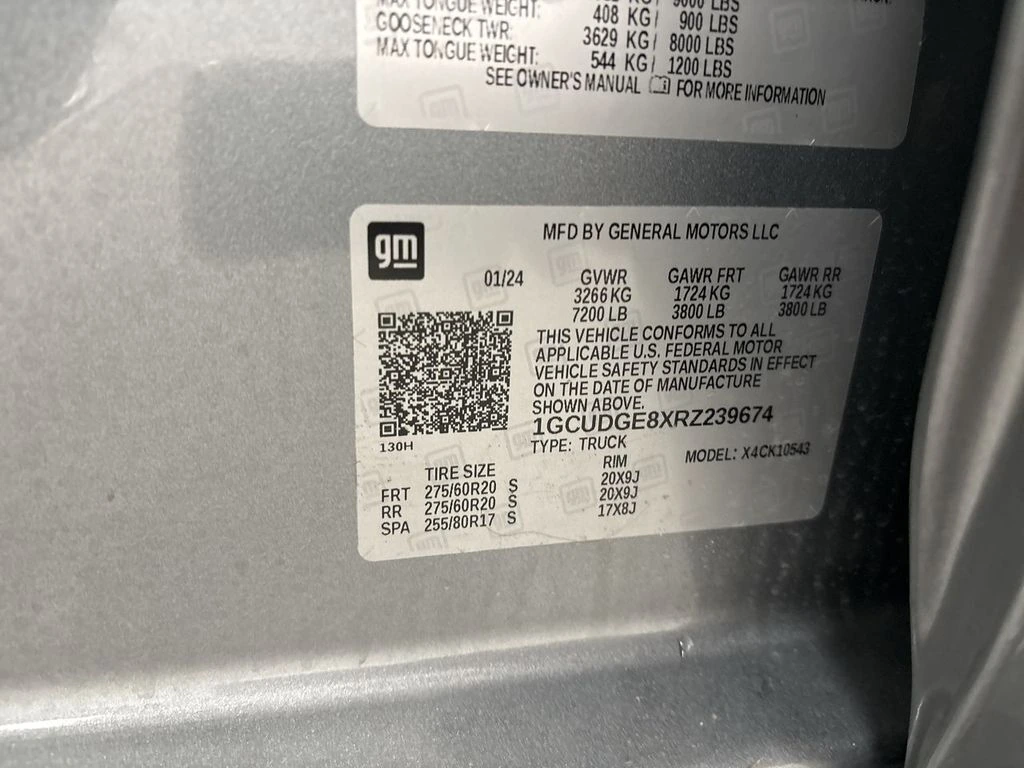 MAX TONGUE WEIGHT: 408 KG/ 900 LBS
GOOSENECK TWR: 3629 KG/ 8000 LBS
MAX TONGUE WEIGHT: 544 KG/ 1200 LBS
SEE OWNER'S MANUAL FOR MORE INFORMATION
gm
MFD BY GENERAL MOTORS LLC
01/24 GVWR GAWR FRT GAWR RR
3266 KG 1724 KG 1724 KG
7200 LB 3800 LB 3800 LB
THIS VEHICLE CONFORMS TO ALL
APPLICABLE U.S. FEDERAL MOTOR
VEHICLE SAFETY STANDARDS IN EFFECT
ON THE DATE OF MANUFACTURE
SHOWN ABOVE.
1GCUDGE8XRZ239674
130H
TYPE: TRUCK MODEL: X4CK10543
TIRE SIZE RIM
FRT 275/60R20 S 20X9J
RR 275/60R20 S 20X9J
SPA 255/80R17 S 17X8J